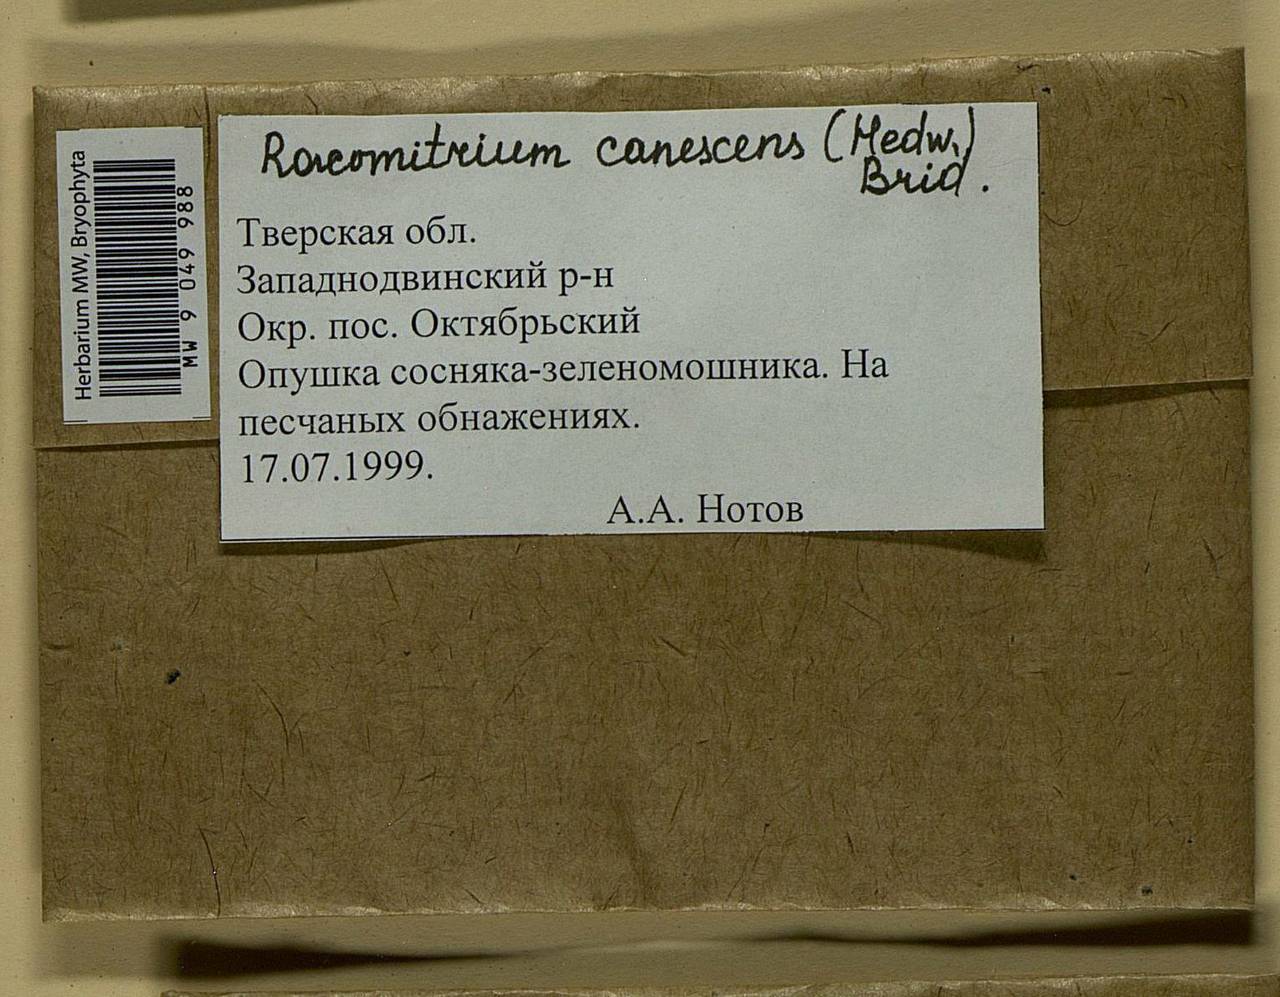 Racomitrium canescens (Hedw.)
Brid.
Тверская обл.
Западнодвинский р-н
Окр. пос. Октябрьский
Опушка сосняка-зеленомошника. На
песчаных обнажениях.
17.07.1999.
А.А. Нотов
Herbarium MW, Bryophyta
MW 9 049 988